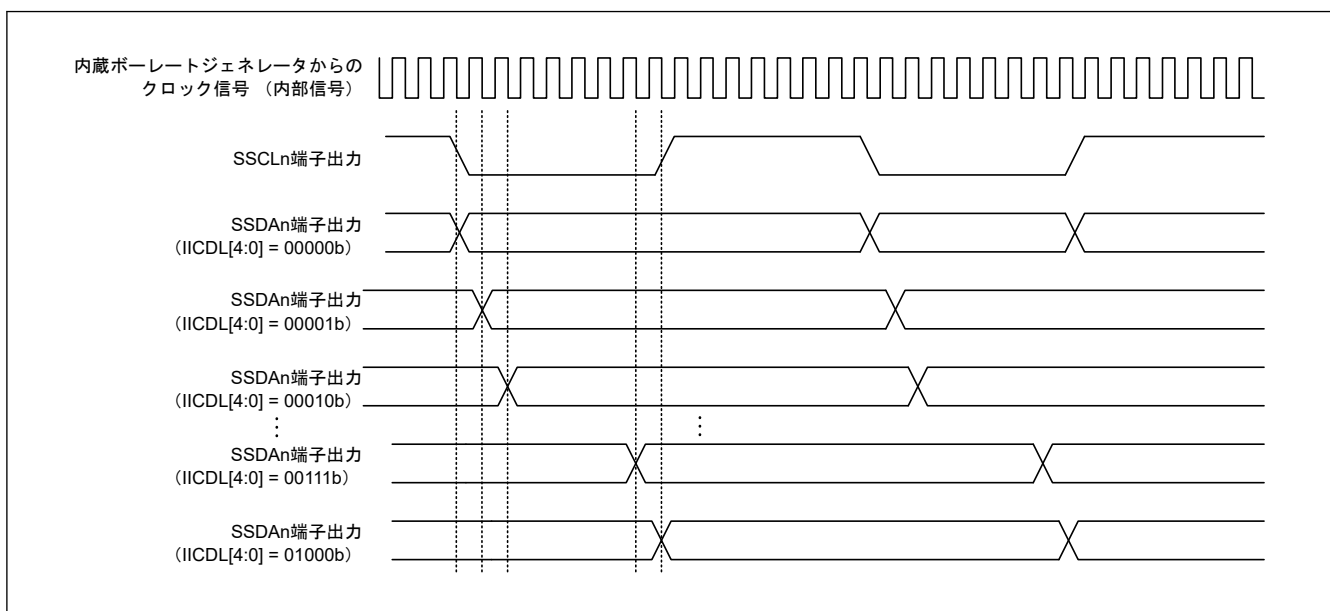 内蔵ボーレートジェネレータからの
クロック信号 （内部信号）
SSCLn端子出力
SSDAn端子出力
（IICDL[4:0] = 00000b）
SSDAn端子出力
（IICDL[4:0] = 00001b）
SSDAn端子出力
（IICDL[4:0] = 00010b）
SSDAn端子出力
（IICDL[4:0] = 00111b）
SSDAn端子出力
（IICDL[4:0] = 01000b）